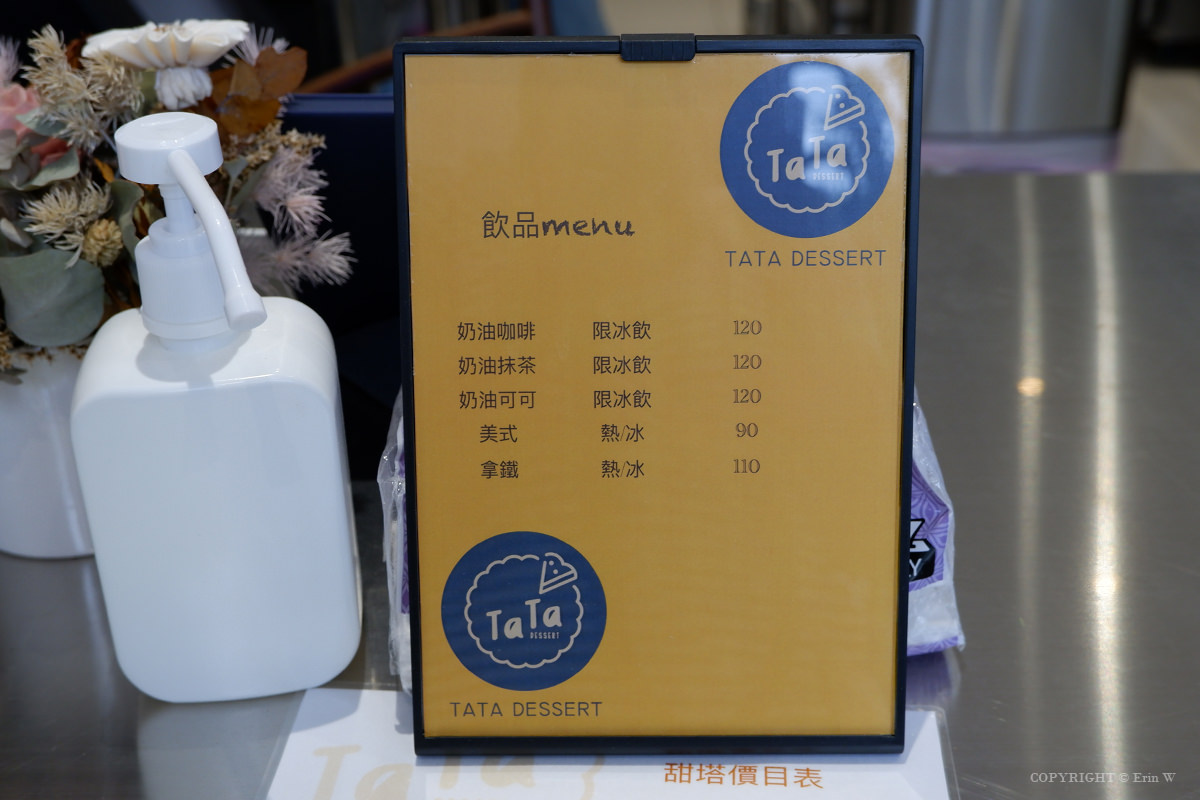 TaTa
DESSERT
TATA DESSERT
飲品menu
奶油咖啡 限冰飲 120
奶油抹茶 限冰飲 120
奶油可可 限冰飲 120
美式 熱/冰 90
拿鐵 熱/冰 110
TaTa
DESSERT
TATA DESSERT
TaTa
甜塔價目表
COPYRIGHT © Erin W